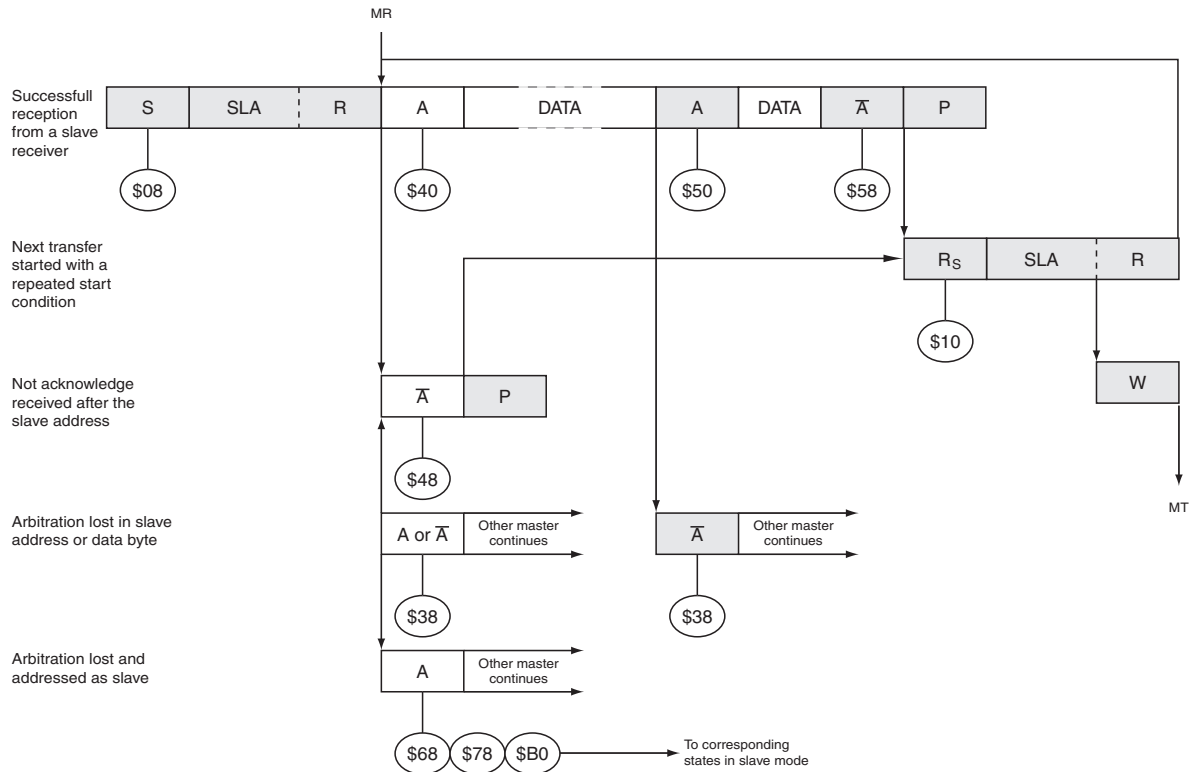 MR
Successfull
reception
from a slave
receiver
S SLA R A DATA A DATA A̅ P
$08 $40 $50 $58
Next transfer
started with a
repeated start
condition
RS SLA R
$10
Not acknowledge
received after the
slave address
A̅ P
W
$48
MT
Arbitration lost in slave
address or data byte
A or A̅
Other master
continues
A̅
Other master
continues
$38 $38
Arbitration lost and
addressed as slave
A
Other master
continues
$68 $78 $B0
To corresponding
states in slave mode